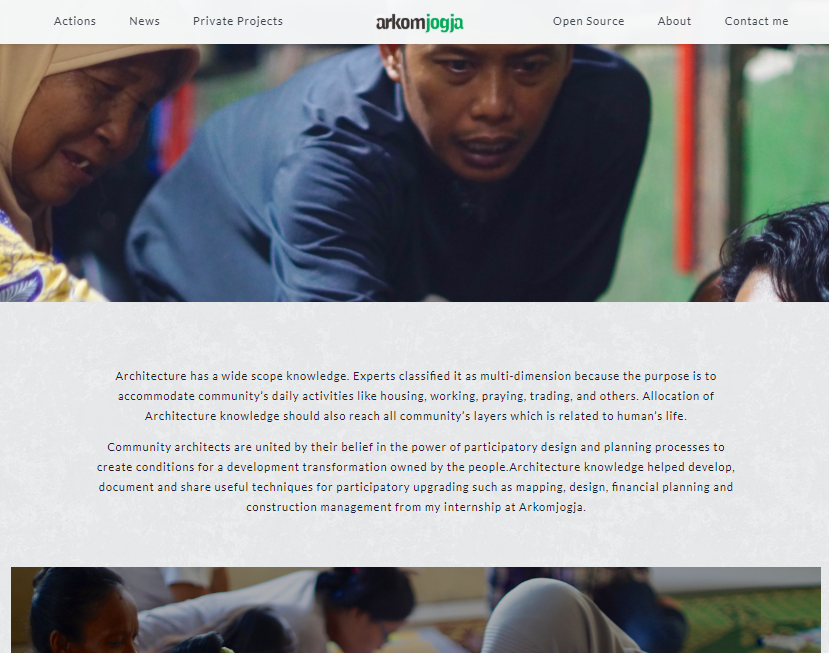 Actions News Private Projects arkomjogja Open Source About Contact me
Architecture has a wide scope knowledge. Experts classified it as multi-dimension because the purpose is to
accommodate community's daily activities like housing, working, praying, trading, and others. Allocation of
Architecture knowledge should also reach all community's layers which is related to human's life.
Community architects are united by their belief in the power of participatory design and planning processes to
create conditions for a development transformation owned by the people.Architecture knowledge helped develop,
document and share useful techniques for participatory upgrading such as mapping, design, financial planning and
construction management from my internship at Arkomjogja.